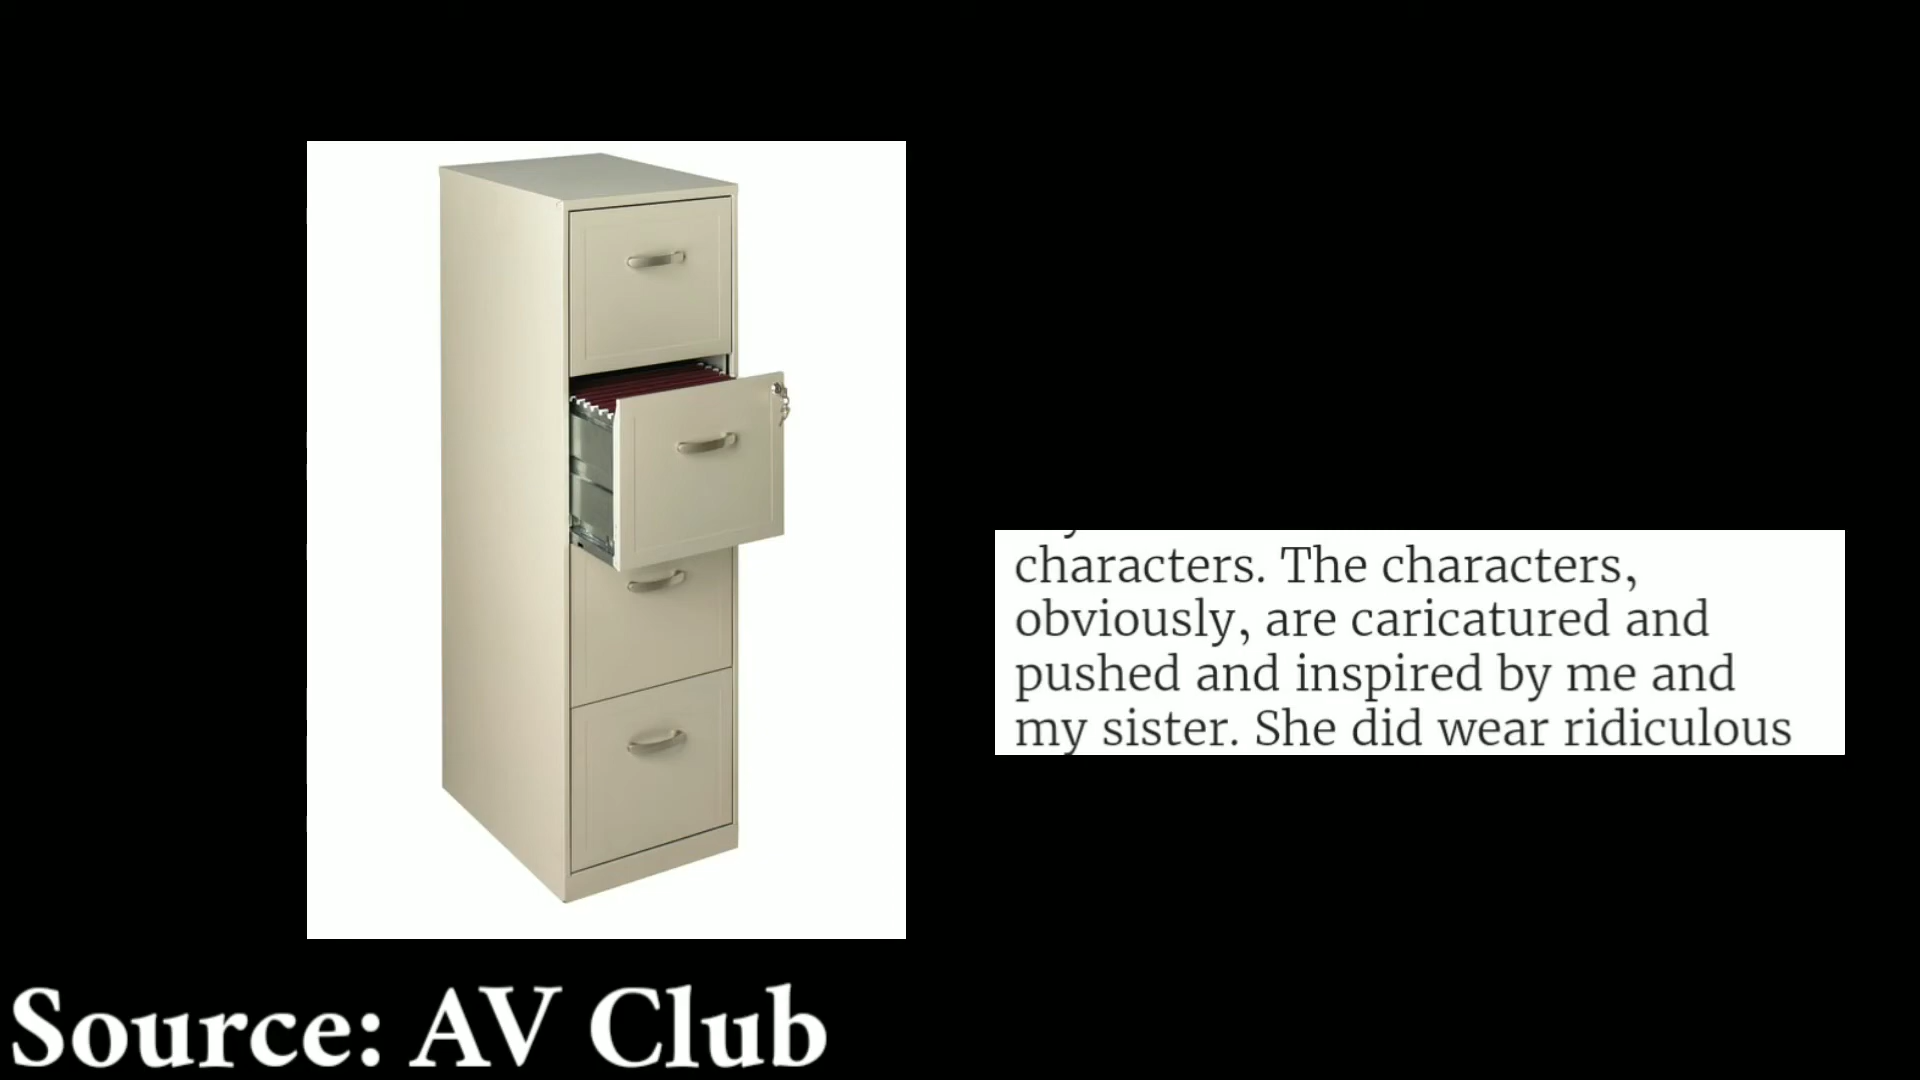 characters. The characters,
obviously, are caricatured and
pushed and inspired by me and
my sister. She did wear ridiculous
Source: AV Club